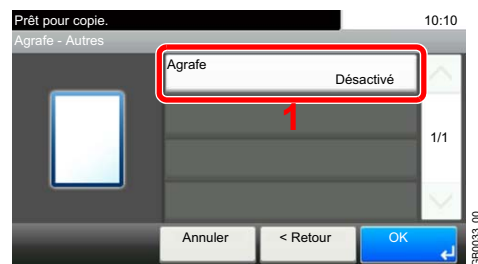 Prêt pour copie.
10:10
Agrafe - Autres
Agrafe
Désactivé
1
1/1
Annuler
< Retour
OK
GB0033_00